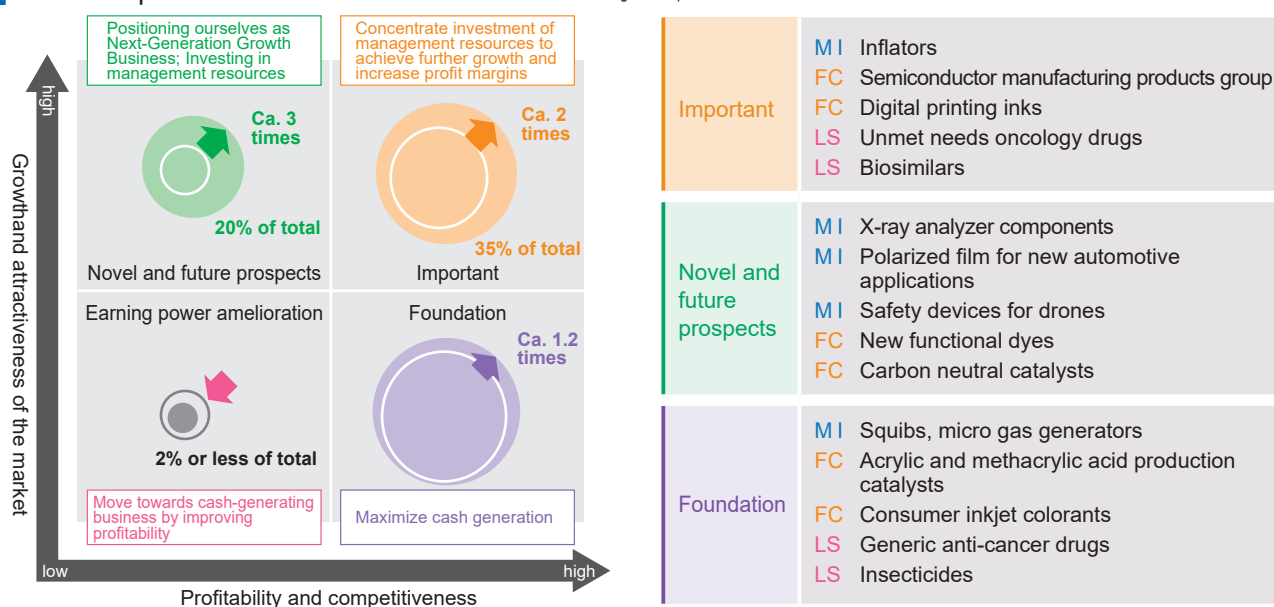 Positioning ourselves as
Next-Generation Growth
Business; Investing in
management resources
Concentrate investment of
management resources to
achieve further growth and
increase profit margins
high
Growthand attractiveness of the market
Ca. 3
times
20% of total
Novel and future prospects
Ca. 2
times
35% of total
Important
Earning power amelioration
2% or less of total
Move towards cash-generating
business by improving
profitability
Foundation
Ca. 1.2
times
Maximize cash generation
low
high
Profitability and competitiveness
Important
MI Inflators
FC Semiconductor manufacturing products group
FC Digital printing inks
LS Unmet needs oncology drugs
LS Biosimilars
Novel and
future
prospects
MI X-ray analyzer components
MI Polarized film for new automotive
applications
MI Safety devices for drones
FC New functional dyes
FC Carbon neutral catalysts
Foundation
MI Squibs, micro gas generators
FC Acrylic and methacrylic acid production
catalysts
FC Consumer inkjet colorants
LS Generic anti-cancer drugs
LS Insecticides